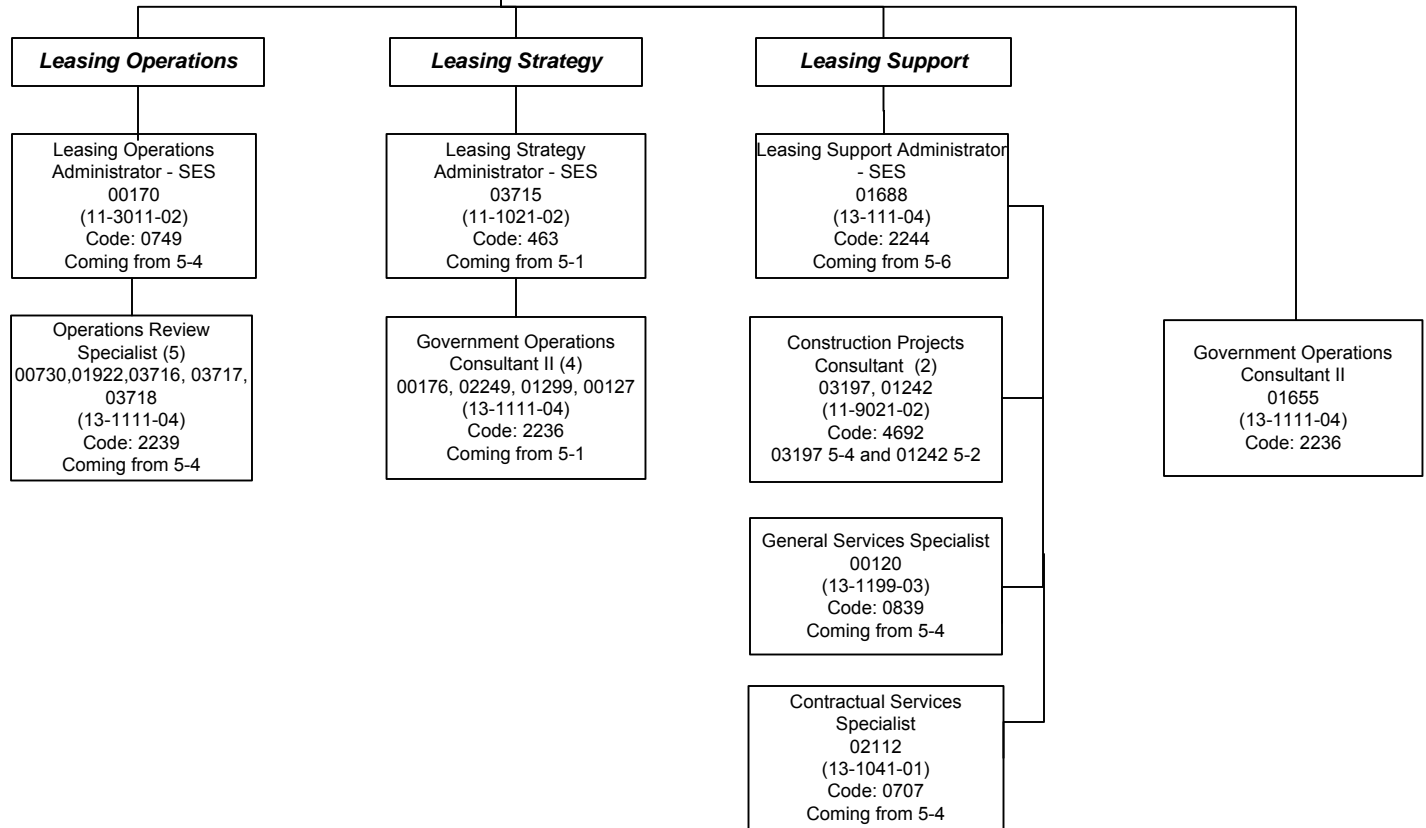 Leasing Operations
Leasing Operations
Administrator - SES
00170
(11-3011-02)
Code: 0749
Coming from 5-4
Operations Review
Specialist (5)
00730,01922,03716, 03717,
03718
(13-1111-04)
Code: 2239
Coming from 5-4
Leasing Strategy
Leasing Strategy
Administrator - SES
03715
(11-1021-02)
Code: 463
Coming from 5-1
Government Operations
Consultant II (4)
00176, 02249, 01299, 00127
(13-1111-04)
Code: 2236
Coming from 5-1
Leasing Support
Leasing Support Administrator
- SES
01688
(13-111-04)
Code: 2244
Coming from 5-6
Construction Projects
Consultant (2)
03197, 01242
(11-9021-02)
Code: 4692
03197 5-4 and 01242 5-2
General Services Specialist
00120
(13-1199-03)
Code: 0839
Coming from 5-4
Contractual Services
Specialist
02112
(13-1041-01)
Code: 0707
Coming from 5-4
Government Operations
Consultant II
01655
(13-1111-04)
Code: 2236